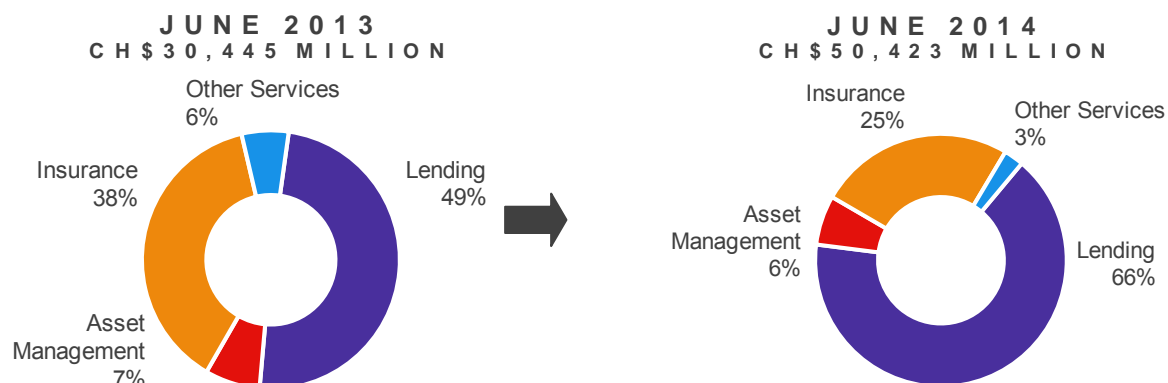 JUNE 2013
CH$30,445 MILLION
Other Services
6%
Insurance
38%
Lending
49%
Asset
Management
7%
JUNE 2014
CH$50,423 MILLION
Insurance
25%
Other Services
3%
Asset
Management
6%
Lending
66%